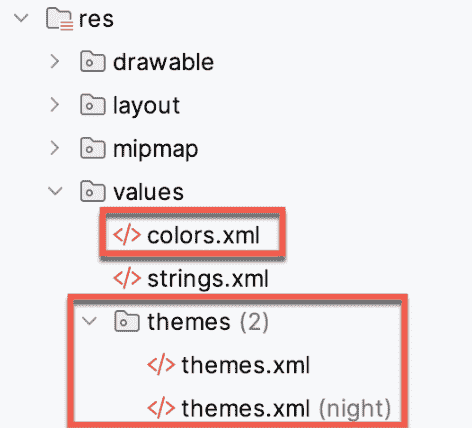 res
drawable
layout
mipmap
values
</> colors.xml
</> strings.xml
themes (2)
</> themes.xml
</> themes.xml (night)